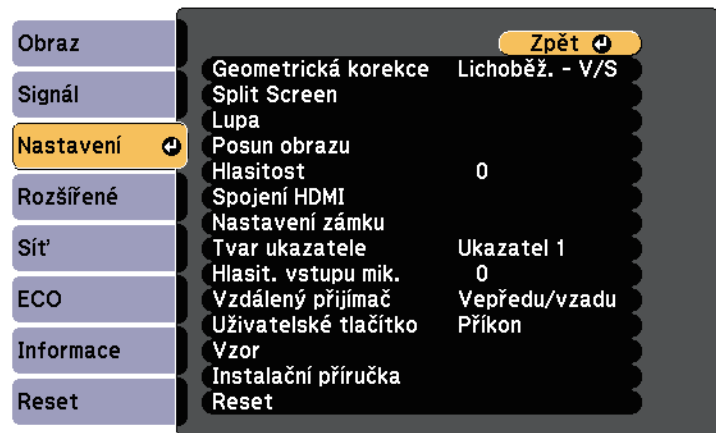 Obraz
Signál
Nastavení
Rozšířené
Síť
ECO
Informace
Reset
Zpět
Geometrická korekce Lichoběž. - V/S
Split Screen
Lupa
Posun obrazu
Hlasitost 0
Spojení HDMI
Nastavení zámku
Tvar ukazatele Ukazatel 1
Hlasit. vstupu mik. 0
Vzdálený přijímač Vepředu/vzadu
Uživatelské tlačítko Příkon
Vzor
Instalační příručka
Reset